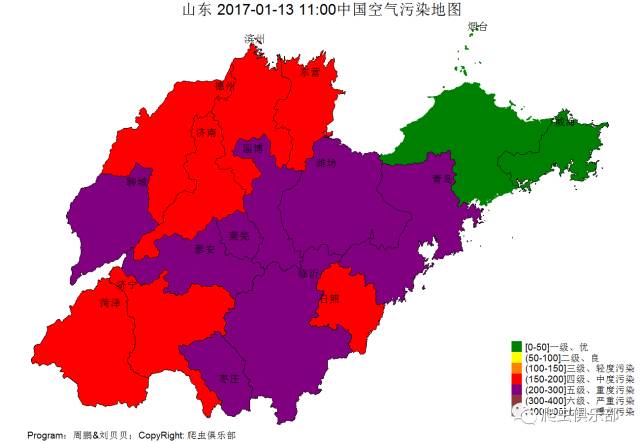 山东 2017-01-13 11:00中国空气污染地图
烟台
滨州
东营
德州
威海
济南
淄博
潍坊
聊城
青岛
莱芜
泰安
临沂
济宁
日照
菏泽
枣庄
[0-50]一级、优
(50-100]二级、良
(100-150]三级、轻度污染
(150-200]四级、中度污染
(200-300]五级、重度污染
(300-400]六级、严重污染
爬虫俱乐部
Program：周鹏&刘贝贝；CopyRight: 爬虫俱乐部